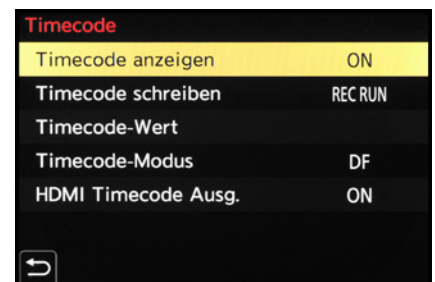 Timecode
Timecode anzeigen ON
Timecode schreiben REC RUN
Timecode-Wert
Timecode-Modus DF
HDMI Timecode Ausg. ON